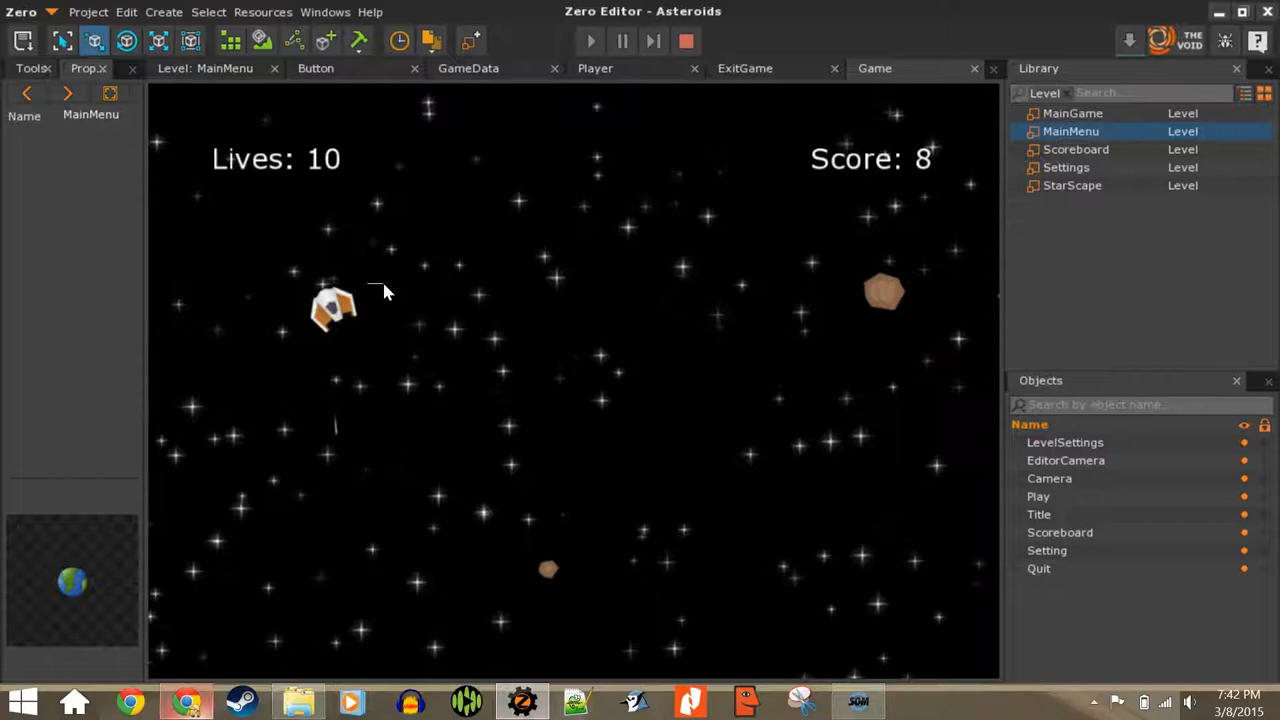 Zero Project Edit Create Select Resources Windows Help Zero Editor - Asteroids
THE VOID
Tools Prop. Level: MainMenu Button GameData Player ExitGame Game Library
Name MainMenu
Level Search...
MainGame Level
MainMenu Level
Scoreboard Level
Settings Level
StarScape Level
Lives: 10 Score: 8
Objects
Search by object name...
Name
LevelSettings
EditorCamera
Camera
Play
Title
Scoreboard
Setting
Quit
SOM
7:42 PM
3/8/2015